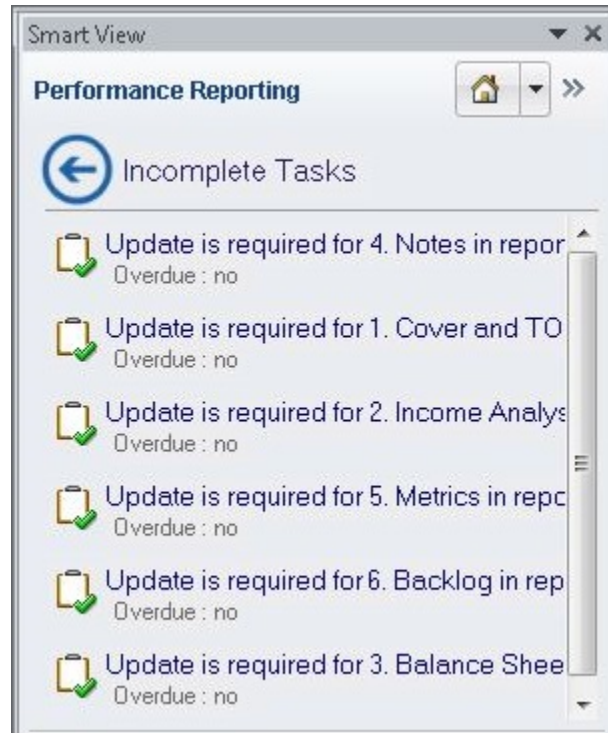 Smart View
Performance Reporting
Incomplete Tasks
Update is required for 4. Notes in repor
Overdue : no
Update is required for 1. Cover and TO
Overdue : no
Update is required for 2. Income Analys
Overdue : no
Update is required for 5. Metrics in repo
Overdue : no
Update is required for 6. Backlog in rep
Overdue : no
Update is required for 3. Balance Shee
Overdue : no